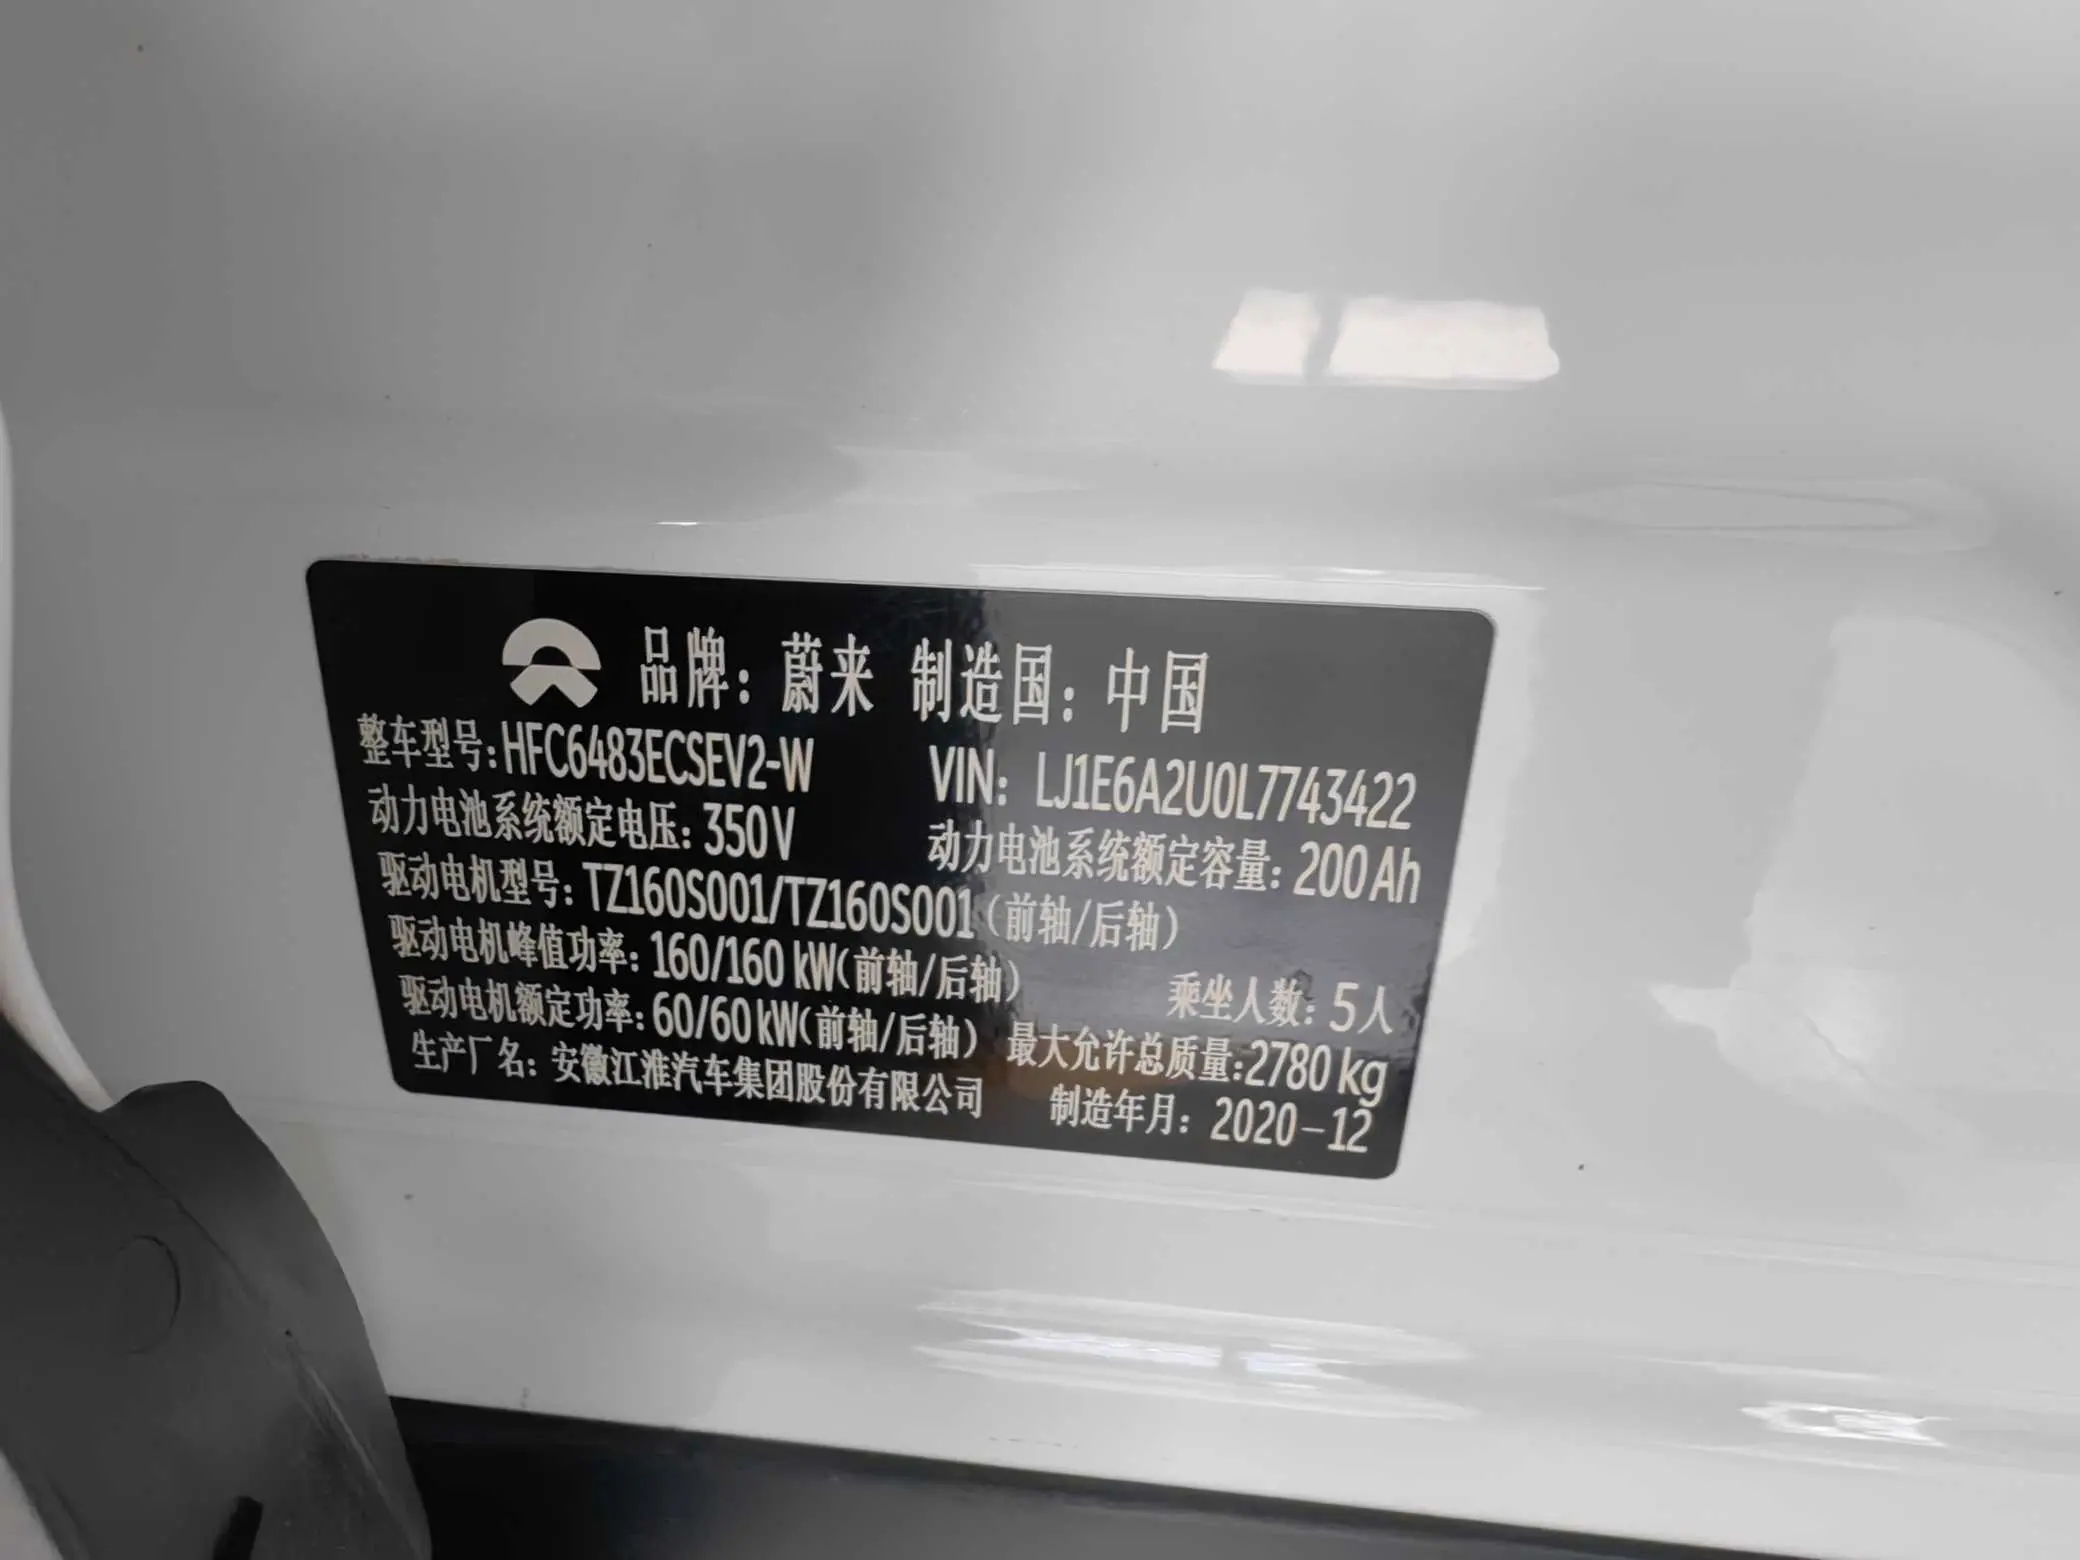 品牌：蔚来 制造国：中国
整车型号：HFC6483ECSEV2-W VIN：LJ1E6A2U0L7743422
动力电池系统额定电压：350V 动力电池系统额定容量：200Ah
驱动电机型号：TZ160S001/TZ160S001（前轴/后轴）
驱动电机峰值功率：160/160kW（前轴/后轴） 乘坐人数：5人
驱动电机额定功率：60/60kW（前轴/后轴） 最大允许总质量：2780kg
生产厂名：安徽江淮汽车集团股份有限公司 制造年月：2020-12